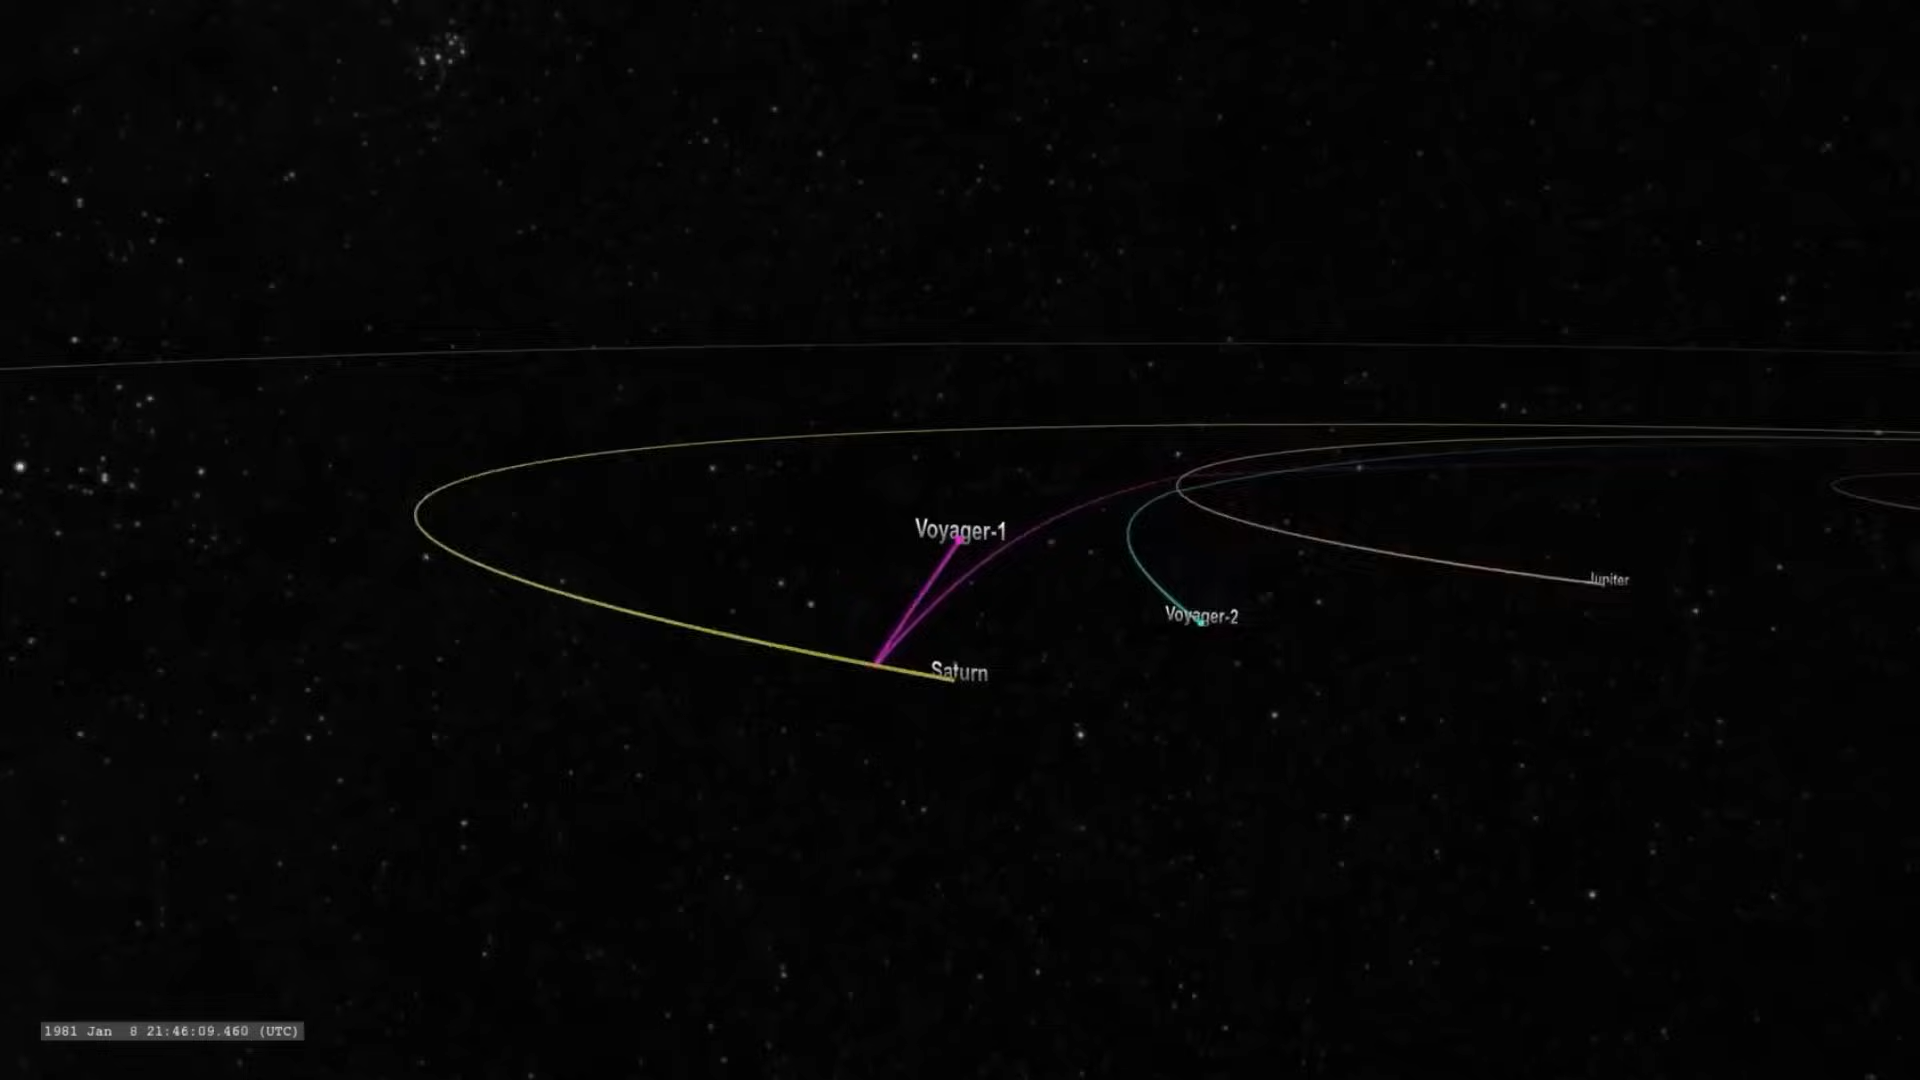 Voyager-1
Jupiter
Voyager-2
Saturn
1981 Jan  8 21:46:09.460 (UTC)